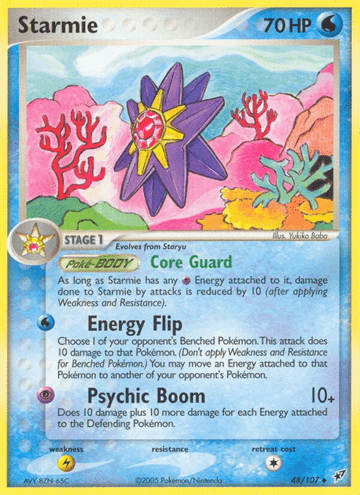 Starmie 70 HP
Illus. Yukiko Baba
STAGE 1
Evolves from Staryu
Poké-BODY Core Guard
As long as Starmie has any Energy attached to it, damage
done to Starmie by attacks is reduced by 10 (after applying
Weakness and Resistance).
Energy Flip
Choose 1 of your opponent's Benched Pokémon. This attack does
10 damage to that Pokémon. (Don't apply Weakness and Resistance
for Benched Pokémon.) You may move an Energy attached to that
Pokémon to another of your opponent's Pokémon.
Psychic Boom 10+
Does 10 damage plus 10 more damage for each Energy attached
to the Defending Pokémon.
weakness resistance retreat cost
AVY-8ZN-65C ©2005 Pokémon/Nintendo 48/107